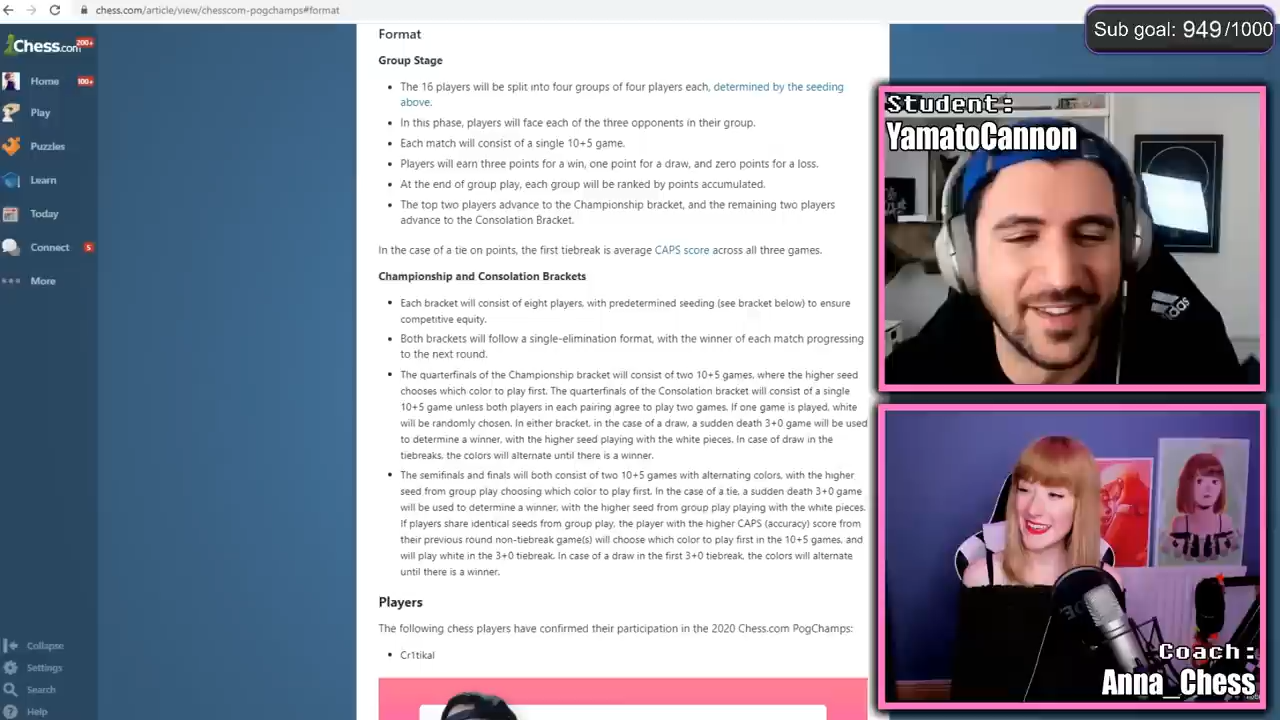 chess.com/article/view/chesscom-pogchamps#format
Sub goal: 949/1000
Chess.com
200+
Home
100+
Play
Puzzles
Learn
Today
Connect
5
More
Collapse
Settings
Search
Help
Format
Group Stage
The 16 players will be split into four groups of four players each, determined by the seeding
above.
In this phase, players will face each of the three opponents in their group.
Each match will consist of a single 10+5 game.
Players will earn three points for a win, one point for a draw, and zero points for a loss.
At the end of group play, each group will be ranked by points accumulated.
The top two players advance to the Championship bracket, and the remaining two players
advance to the Consolation Bracket.
In the case of a tie on points, the first tiebreak is average CAPS score across all three games.
Championship and Consolation Brackets
Each bracket will consist of eight players, with predetermined seeding (see bracket below) to ensure
competitive equity.
Both brackets will follow a single-elimination format, with the winner of each match progressing
to the next round.
The quarterfinals of the Championship bracket will consist of two 10+5 games, where the higher seed
chooses which color to play first. The quarterfinals of the Consolation bracket will consist of a single
10+5 game unless both players in each pairing agree to play two games. If one game is played, white
will be randomly chosen. In either bracket, in the case of a draw, a sudden death 3+0 game will be used
to determine a winner, with the higher seed playing with the white pieces. In case of draw in the
tiebreaks, the colors will alternate until there is a winner.
The semifinals and finals will both consist of two 10+5 games with alternating colors, with the higher
seed from group play choosing which color to play first. In the case of a tie, a sudden death 3+0 game
will be used to determine a winner, with the higher seed from group play playing with the white pieces.
If players share identical seeds from group play, the player with the higher CAPS (accuracy) score from
their previous round non-tiebreak game(s) will choose which color to play first in the 10+5 games, and
will play white in the 3+0 tiebreak. In case of a draw in the first 3+0 tiebreak, the colors will alternate
until there is a winner.
Players
The following chess players have confirmed their participation in the 2020 Chess.com PogChamps:
Cr1tikal
Student:
YamatoCannon
adidas
Coach:
Anna_Chess